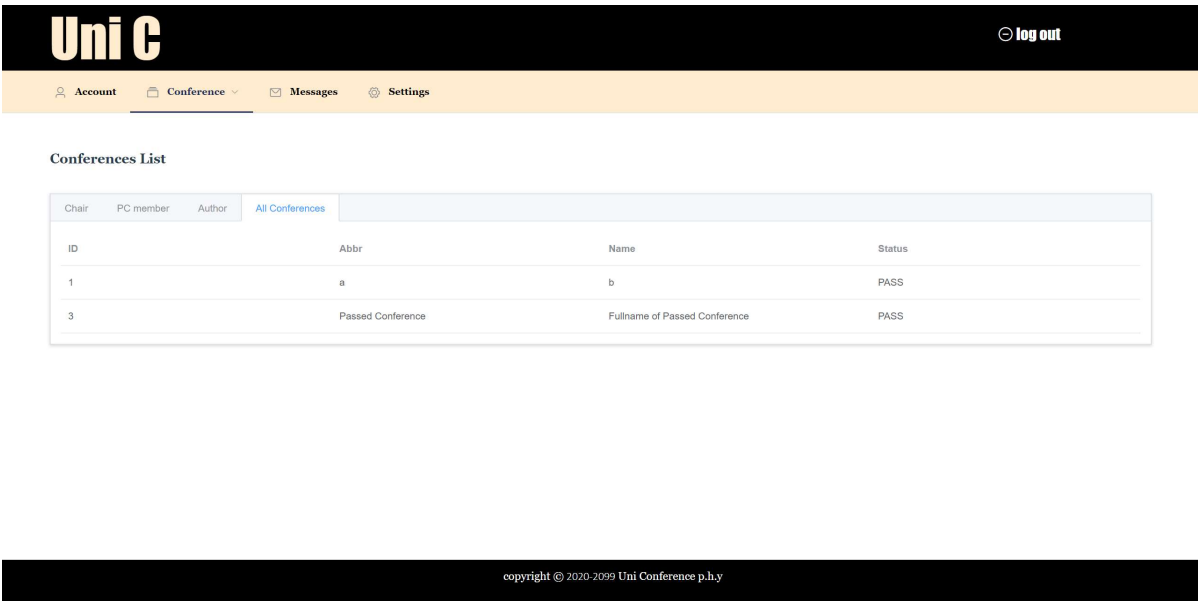 Uni C
log out
Account Conference Messages Settings
Conferences List
Chair PC member Author All Conferences
ID Abbr Name Status
1 a b PASS
3 Passed Conference Fullname of Passed Conference PASS
copyright © 2020-2099 Uni Conference p.h.y